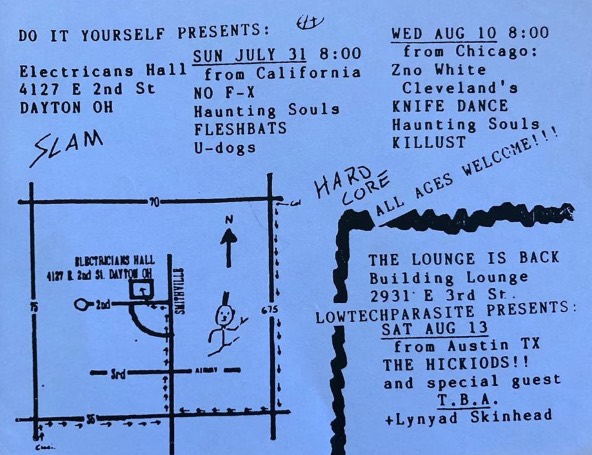 DO IT YOURSELF PRESENTS:
Electricans Hall
4127 E 2nd St
DAYTON OH
SUN JULY 31 8:00
from California
NO F-X
Haunting Souls
FLESHBATS
U-dogs
WED AUG 10 8:00
from Chicago:
Zno White
Cleveland's
KNIFE DANCE
Haunting Souls
KILLUST
SLAM
HARD
CORE
ALL AGES WELCOME!!!
70
Col
N
ELECTRICIANS HALL
4127 E 2nd St. DAYTON OH
2nd
SMITHVILLE
75
675
3rd
AIRWAY
35
Cinci.
THE LOUNGE IS BACK
Building Lounge
2931 E 3rd St.
LOWTECHPARASITE PRESENTS:
SAT AUG 13
from Austin TX
THE HICKIODS!!
and special guest
T.B.A.
+Lynyad Skinhead